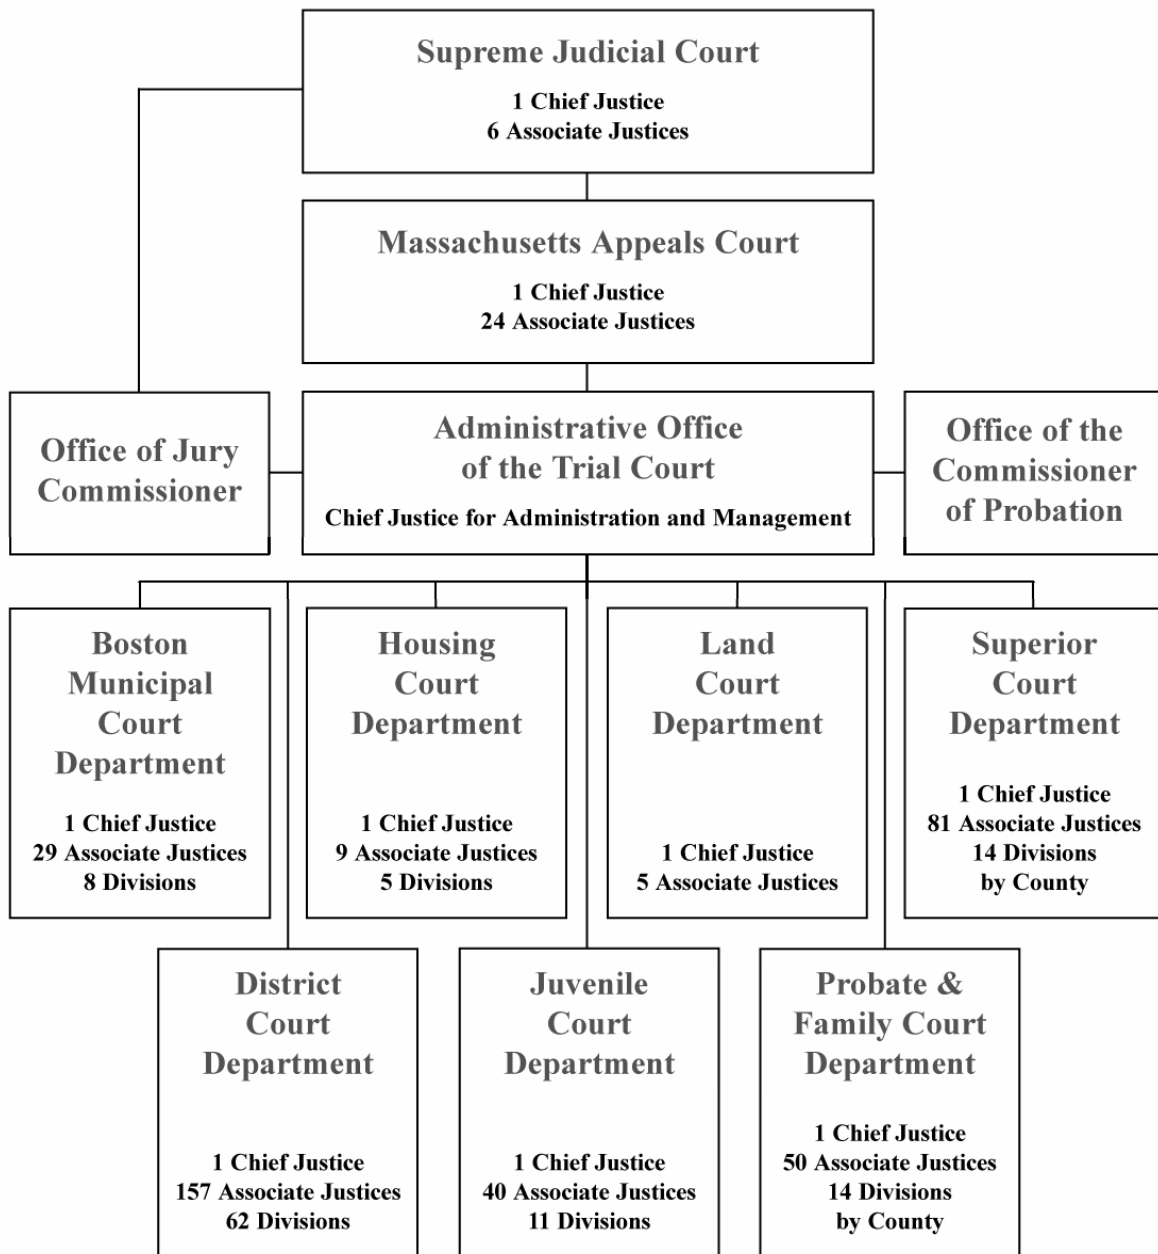 Supreme Judicial Court
1 Chief Justice
6 Associate Justices
Massachusetts Appeals Court
1 Chief Justice
24 Associate Justices
Office of Jury
Commissioner
Administrative Office
of the Trial Court
Chief Justice for Administration and Management
Office of the
Commissioner
of Probation
Boston
Municipal
Court
Department
1 Chief Justice
29 Associate Justices
8 Divisions
Housing
Court
Department
1 Chief Justice
9 Associate Justices
5 Divisions
Land
Court
Department
1 Chief Justice
5 Associate Justices
Superior
Court
Department
1 Chief Justice
81 Associate Justices
14 Divisions
by County
District
Court
Department
1 Chief Justice
157 Associate Justices
62 Divisions
Juvenile
Court
Department
1 Chief Justice
40 Associate Justices
11 Divisions
Probate &
Family Court
Department
1 Chief Justice
50 Associate Justices
14 Divisions
by County